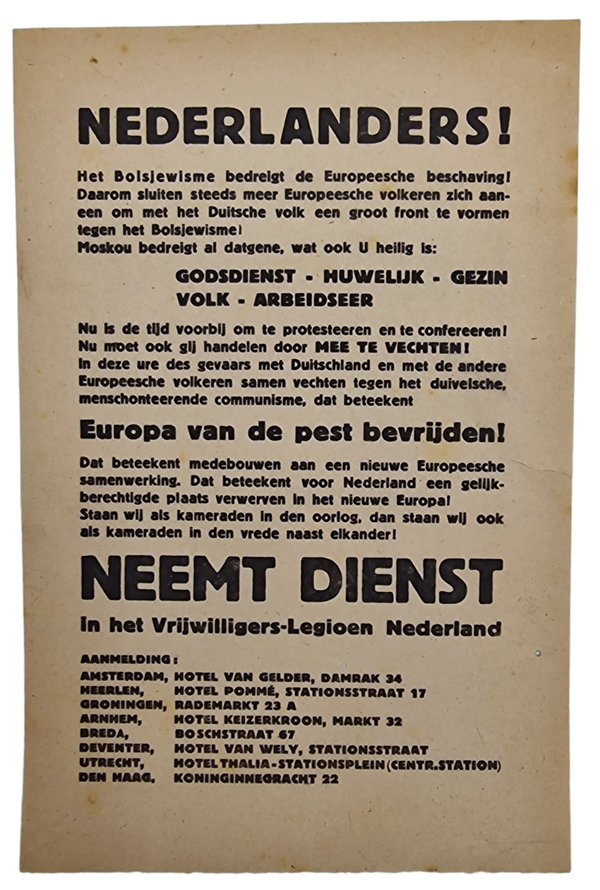 NEDERLANDERS!
Het Bolsjewisme bedreigt de Europeesche beschaving!
Daarom sluiten steeds meer Europeesche volkeren zich aan-
een om met het Duitsche volk een groot front te vormen
tegen het Bolsjewisme!
Moskou bedreigt al datgene, wat ook U heilig is:
GODSDIENST - HUWELIJK - GEZIN
VOLK - ARBEIDSEER
Nu is de tijd voorbij om te protesteeren en te confereeren!
Nu moet ook gij handelen door MEE TE VECHTEN!
In deze ure des gevaars met Duitschland en met de andere
Europeesche volkeren samen vechten tegen het duivelsche,
menschonteerende communisme, dat beteekent
Europa van de pest bevrijden!
Dat beteekent medebouwen aan een nieuwe Europeesche
samenwerking. Dat beteekent voor Nederland een gelijk-
berechtigde plaats verwerven in het nieuwe Europa!
Staan wij als kameraden in den oorlog, dan staan wij ook
als kameraden in den vrede naast elkander!
NEEMT DIENST
in het Vrijwilligers-Legioen Nederland
AANMELDING:
AMSTERDAM, HOTEL VAN GELDER, DAMRAK 34
HEERLEN, HOTEL POMMÉ, STATIONSSTRAAT 17
GRONINGEN, RADEMARKT 23 A
ARNHEM, HOTEL KEIZERKROON, MARKT 32
BREDA, BOSCHSTRAAT 67
DEVENTER, HOTEL VAN WELY, STATIONSSTRAAT
UTRECHT, HOTEL THALIA-STATIONSPLEIN (CENTR.STATION)
DEN HAAG, KONINGINNEGRACHT 22